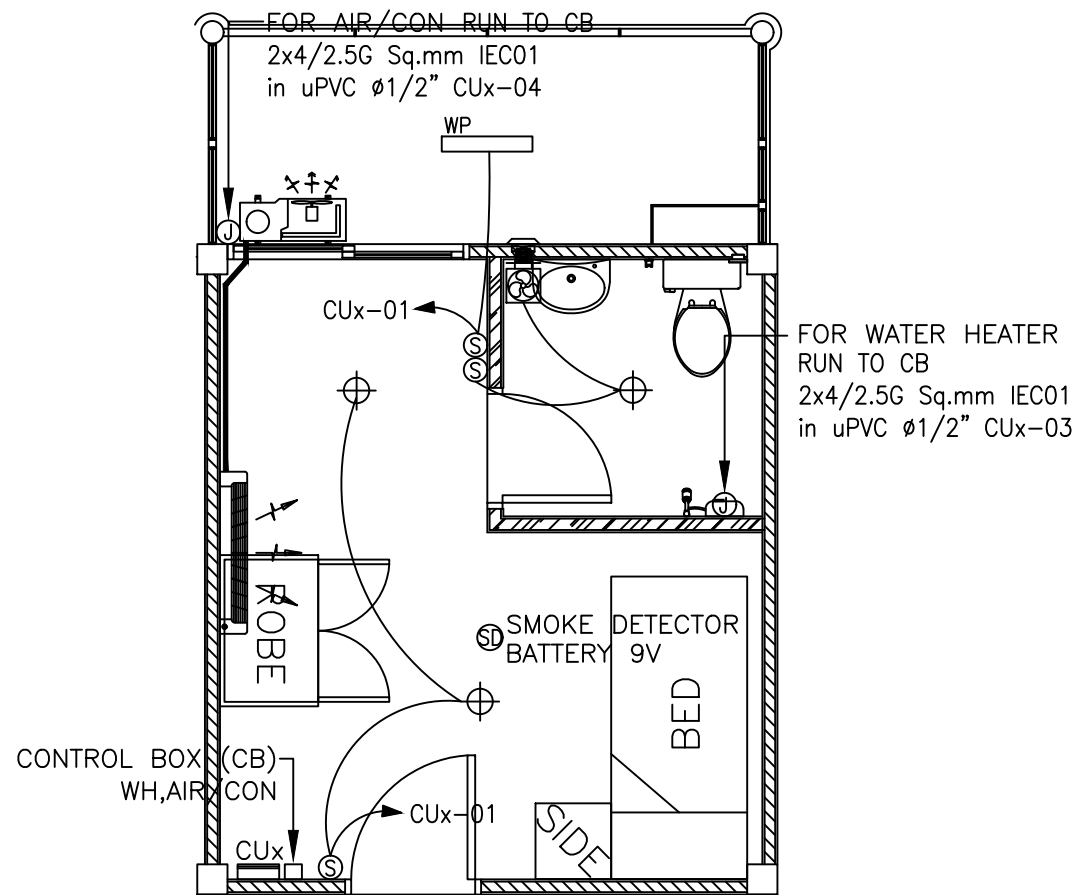 FOR AIR/CON RUN TO CB
2x4/2.5G Sq.mm IEC01
in uPVC ø1/2” CUx-04
WP
J
CUx-01
S
S
FOR WATER HEATER
RUN TO CB
2x4/2.5G Sq.mm IEC01
in uPVC ø1/2” CUx-03
J
ROBE
SD
SMOKE DETECTOR
BATTERY 9V
BED
CONTROL BOX (CB)
WH,AIR/CON
CUx-01
SIDE
CUx
S